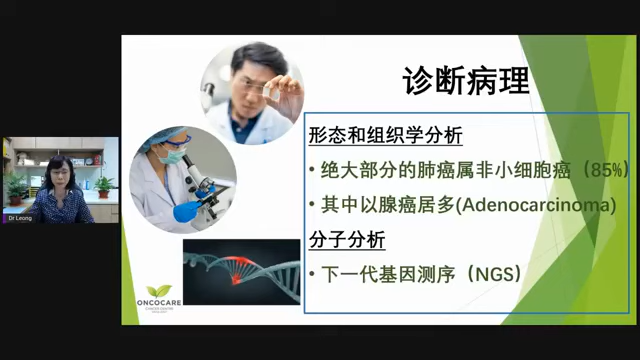 诊断病理
形态和组织学分析
• 绝大部分的肺癌属非小细胞癌（85%）
• 其中以腺癌居多(Adenocarcinoma)
分子分析
• 下一代基因测序（NGS）
ONCOCARE
CANCER CENTRE
Dr Leong